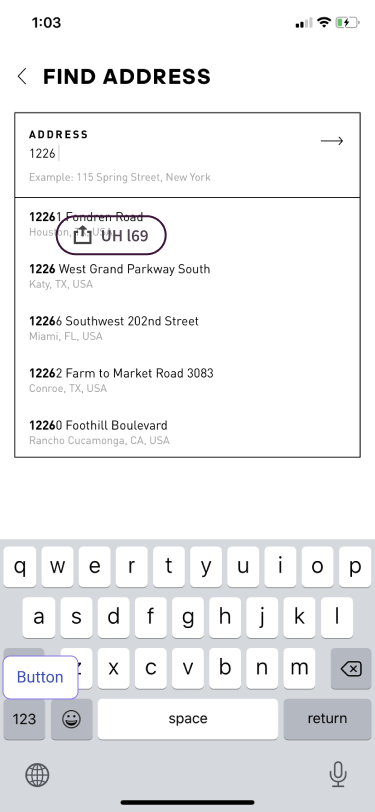 1:03
FIND ADDRESS
ADDRESS
1226
Example: 115 Spring Street, New York
12261 Fondren Road
Houston, TX, USA
UH l69
1226 West Grand Parkway South
Katy, TX, USA
12266 Southwest 202nd Street
Miami, FL, USA
12262 Farm to Market Road 3083
Conroe, TX, USA
12260 Foothill Boulevard
Rancho Cucamonga, CA, USA
q w e r t y u i o p
a s d f g h j k l
z x c v b n m
Button
123 space return